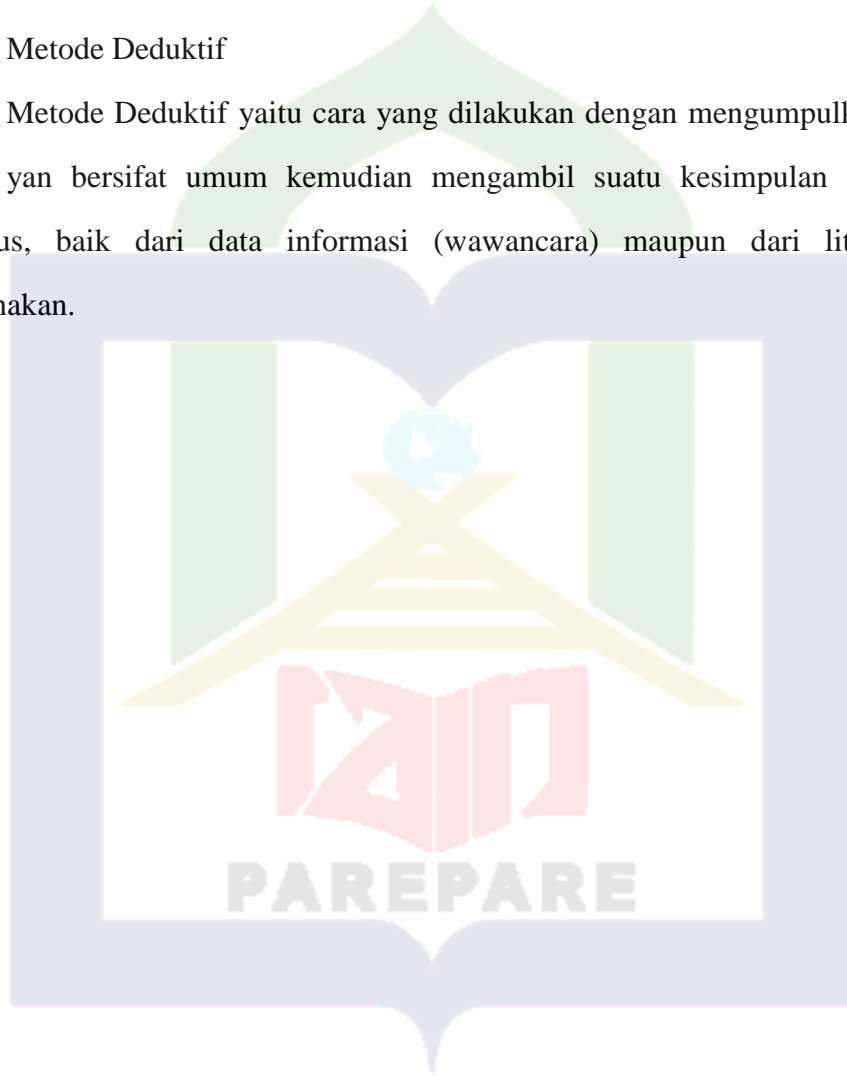 Metode Deduktif
Metode Deduktif yaitu cara yang dilakukan dengan mengumpulk
yan bersifat umum kemudian mengambil suatu kesimpulan
us, baik dari data informasi (wawancara) maupun dari lit
nakan.
iain
PAREPARE